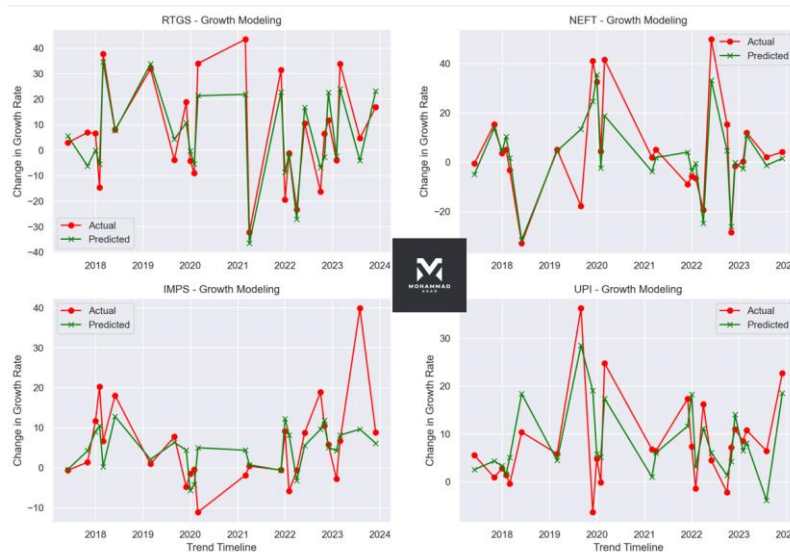 RTGS - Growth Modeling
Change in Growth Rate
40
30
20
10
0
−10
−20
−30
−40
Actual
Predicted
2018
2019
2020
2021
2022
2023
2024
NEFT - Growth Modeling
Change in Growth Rate
40
20
0
−20
Actual
Predicted
2018
2019
2020
2021
2022
2023
2024
MOHAMMAD
IMPS - Growth Modeling
Change in Growth Rate
40
30
20
10
0
−10
Actual
Predicted
2018
2019
2020
2021
2022
2023
2024
Trend Timeline
UPI - Growth Modeling
Change in Growth Rate
30
20
10
0
Actual
Predicted
2018
2019
2020
2021
2022
2023
2024
Trend Timeline